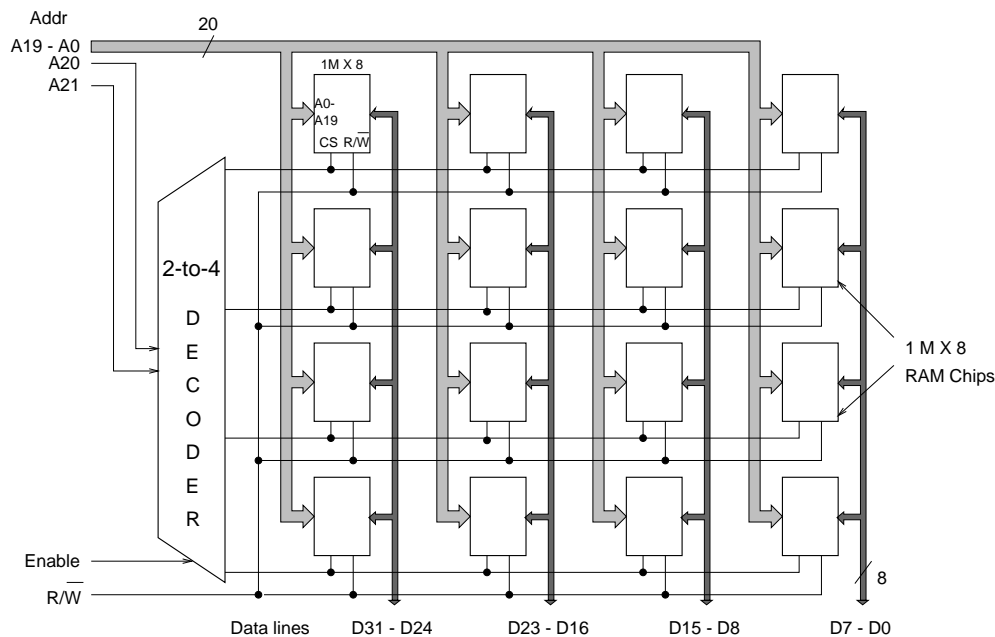 Addr
A19 - A0
20
A20
A21
1M X 8
A0-
A19
CS R/W̅
2-to-4
D
E
C
O
D
E
R
1 M X 8
RAM Chips
Enable
R/W̅
8
Data lines D31 - D24 D23 - D16 D15 - D8 D7 - D0